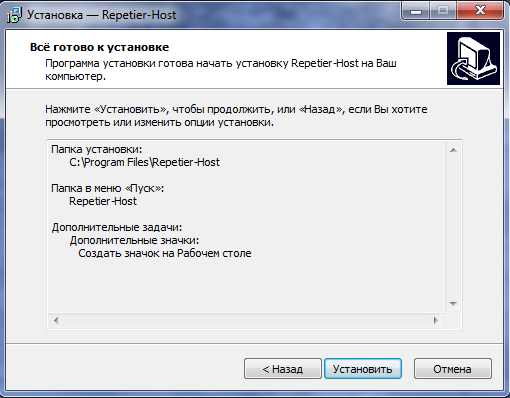 Установка — Repetier-Host
Всё готово к установке
Программа установки готова начать установку Repetier-Host на Ваш
компьютер.
Нажмите «Установить», чтобы продолжить, или «Назад», если Вы хотите
просмотреть или изменить опции установки.
Папка установки:
C:\Program Files\Repetier-Host
Папка в меню «Пуск»:
Repetier-Host
Дополнительные задачи:
Дополнительные значки:
Создать значок на Рабочем столе
< Назад
Установить
Отмена